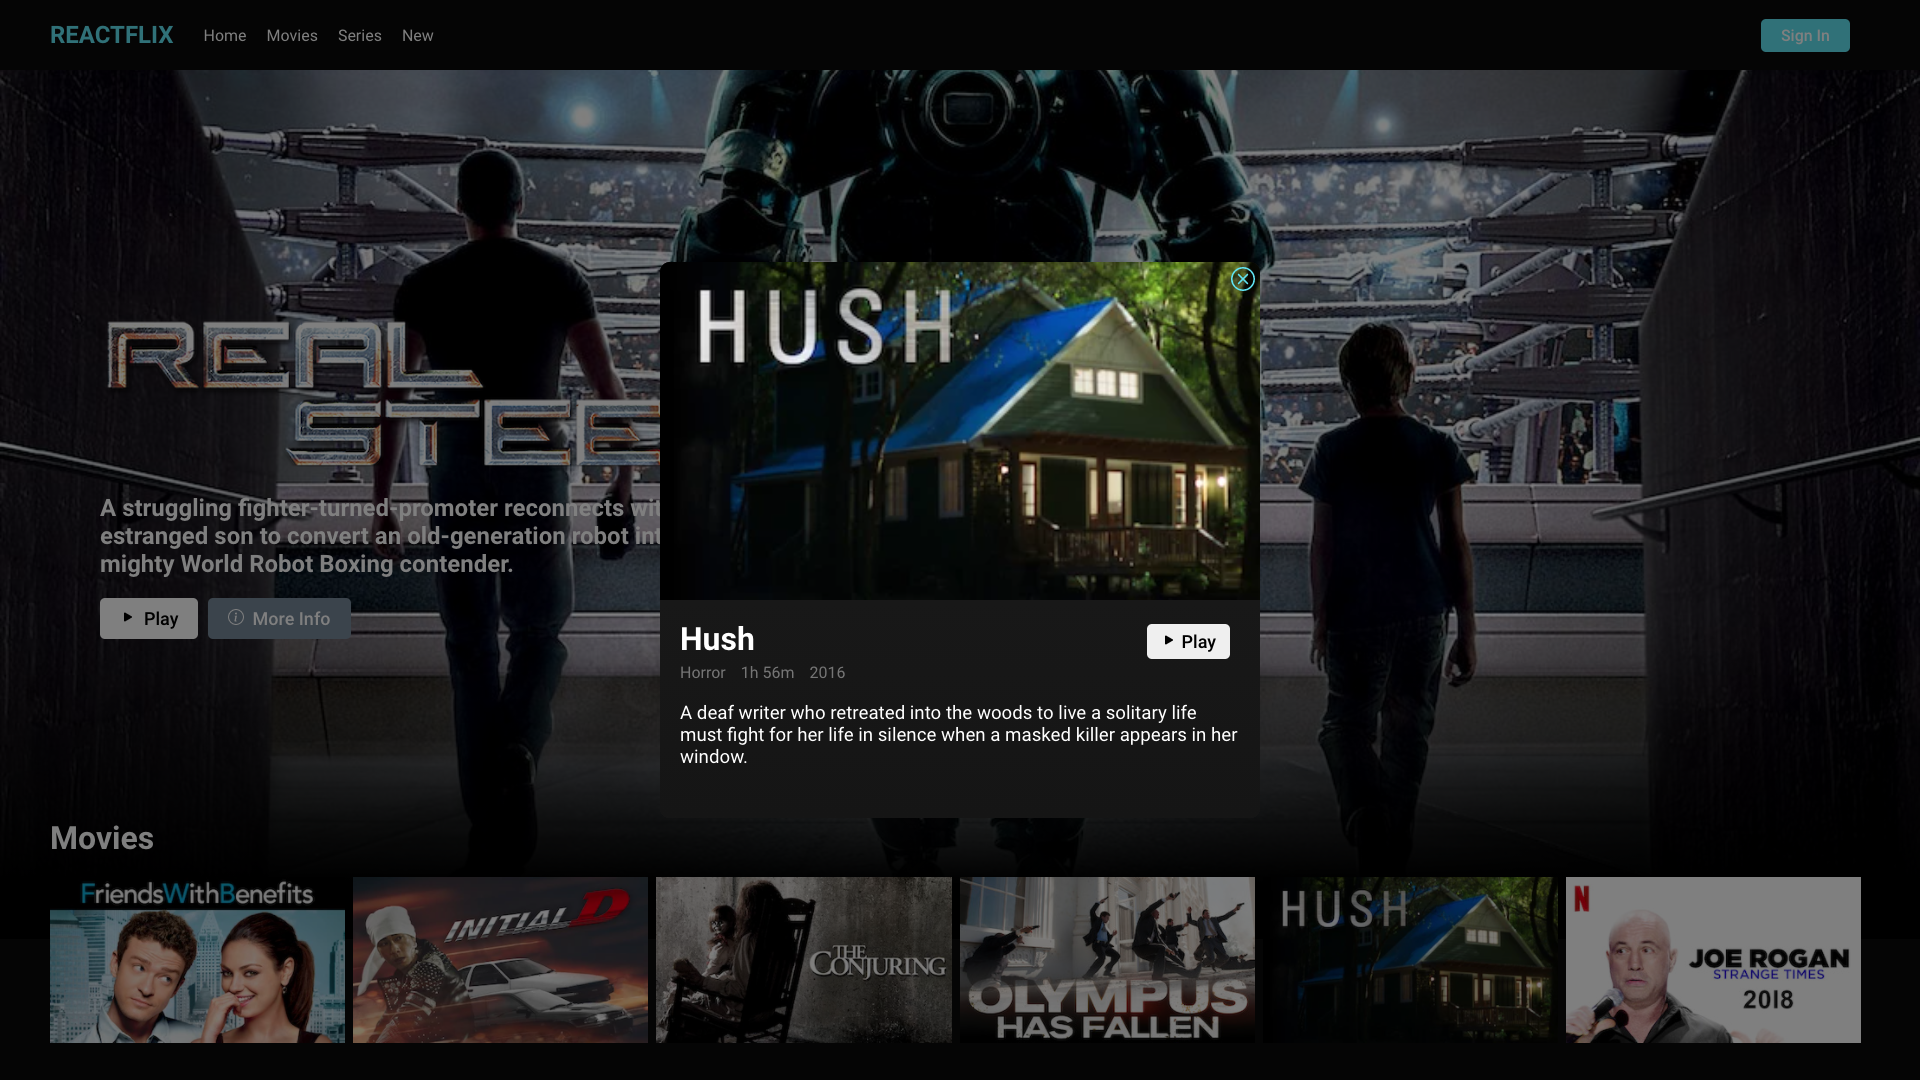 REACTFLIX Home Movies Series New Sign In
REAL
STEE
A struggling fighter-turned-promoter reconnects wit
estranged son to convert an old-generation robot int
mighty World Robot Boxing contender.
Play More Info
HUSH
Hush
Play
Horror 1h 56m 2016
A deaf writer who retreated into the woods to live a solitary life
must fight for her life in silence when a masked killer appears in her
window.
Movies
FriendsWithBenefits
INITIAL D
THE
CONJURING
OLYMPUS
HAS FALLEN
HUSH
N
JOE ROGAN
STRANGE TIMES
2018